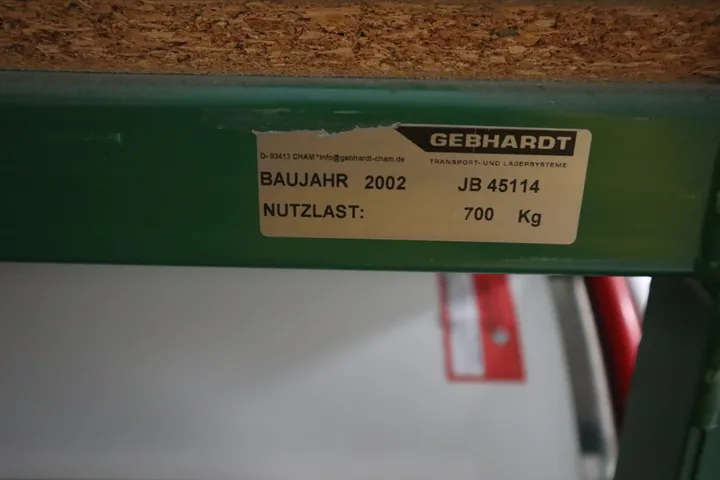 GEBHARDT
D- 93413 CHAM *info@gebhardt-cham.de
TRANSPORT-UND LAGERSYSTEME
BAUJAHR 2002 JB 45114
NUTZLAST: 700 Kg